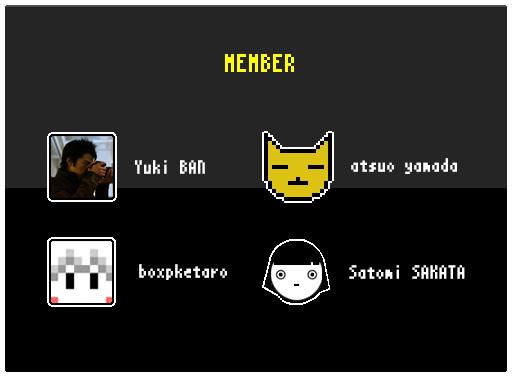 MEMBER
Yuki BAN
atsuo yamada
boxpketaro
Satomi SAKATA